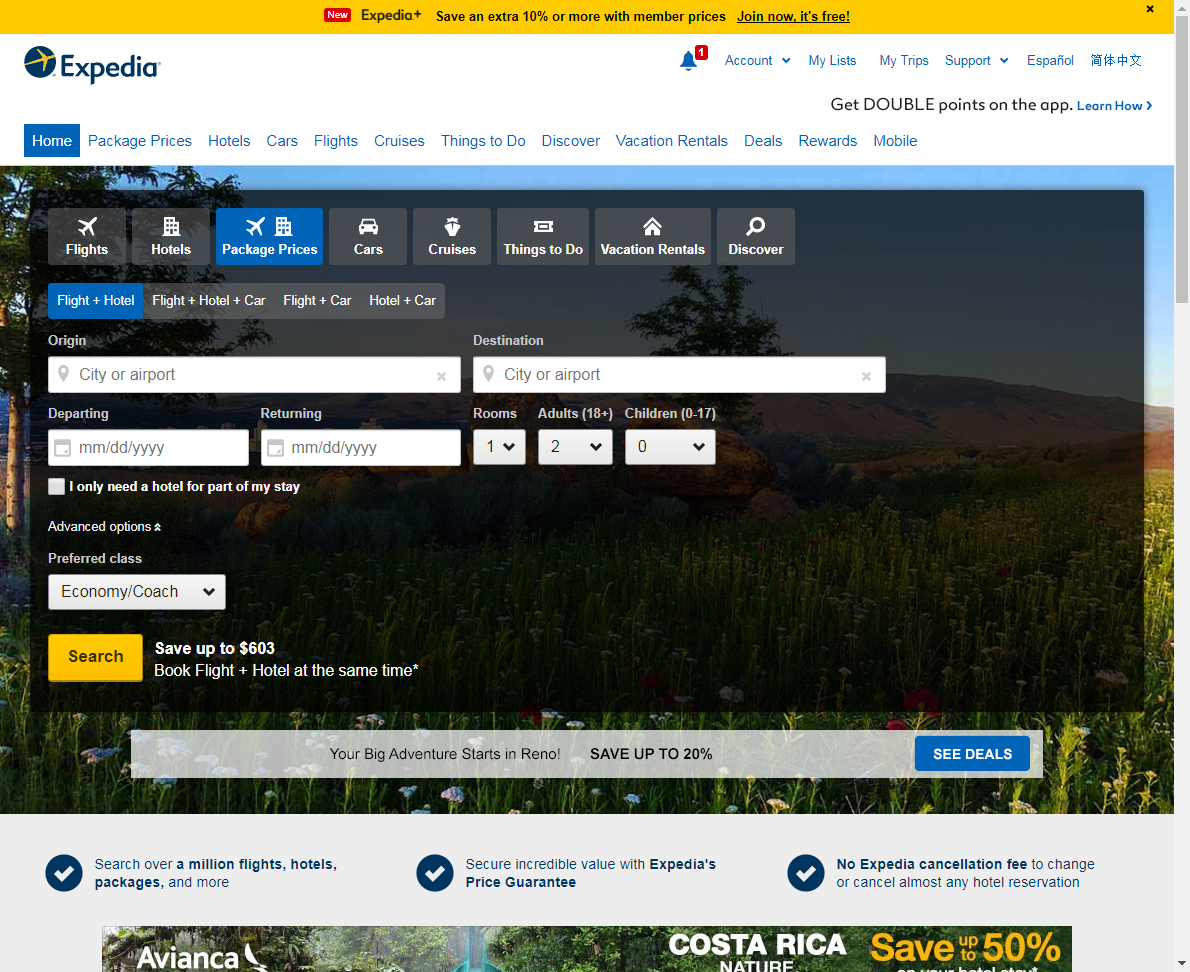 New Expedia+ Save an extra 10% or more with member prices Join now, it's free! ×
Expedia
1 Account My Lists My Trips Support Español 简体中文
Get DOUBLE points on the app. Learn How ›
Home Package Prices Hotels Cars Flights Cruises Things to Do Discover Vacation Rentals Deals Rewards Mobile
Flights Hotels Package Prices Cars Cruises Things to Do Vacation Rentals Discover
Flight + Hotel Flight + Hotel + Car Flight + Car Hotel + Car
Origin Destination
City or airport × City or airport ×
Departing Returning Rooms Adults (18+) Children (0-17)
mm/dd/yyyy mm/dd/yyyy 1 2 0
I only need a hotel for part of my stay
Advanced options
Preferred class
Economy/Coach
Search Save up to $603
Book Flight + Hotel at the same time*
Your Big Adventure Starts in Reno! SAVE UP TO 20% SEE DEALS
Search over a million flights, hotels,
packages, and more
Secure incredible value with Expedia's
Price Guarantee
No Expedia cancellation fee to change
or cancel almost any hotel reservation
Avianca COSTA RICA Save up to 50%
NATURE on your hotel stay*